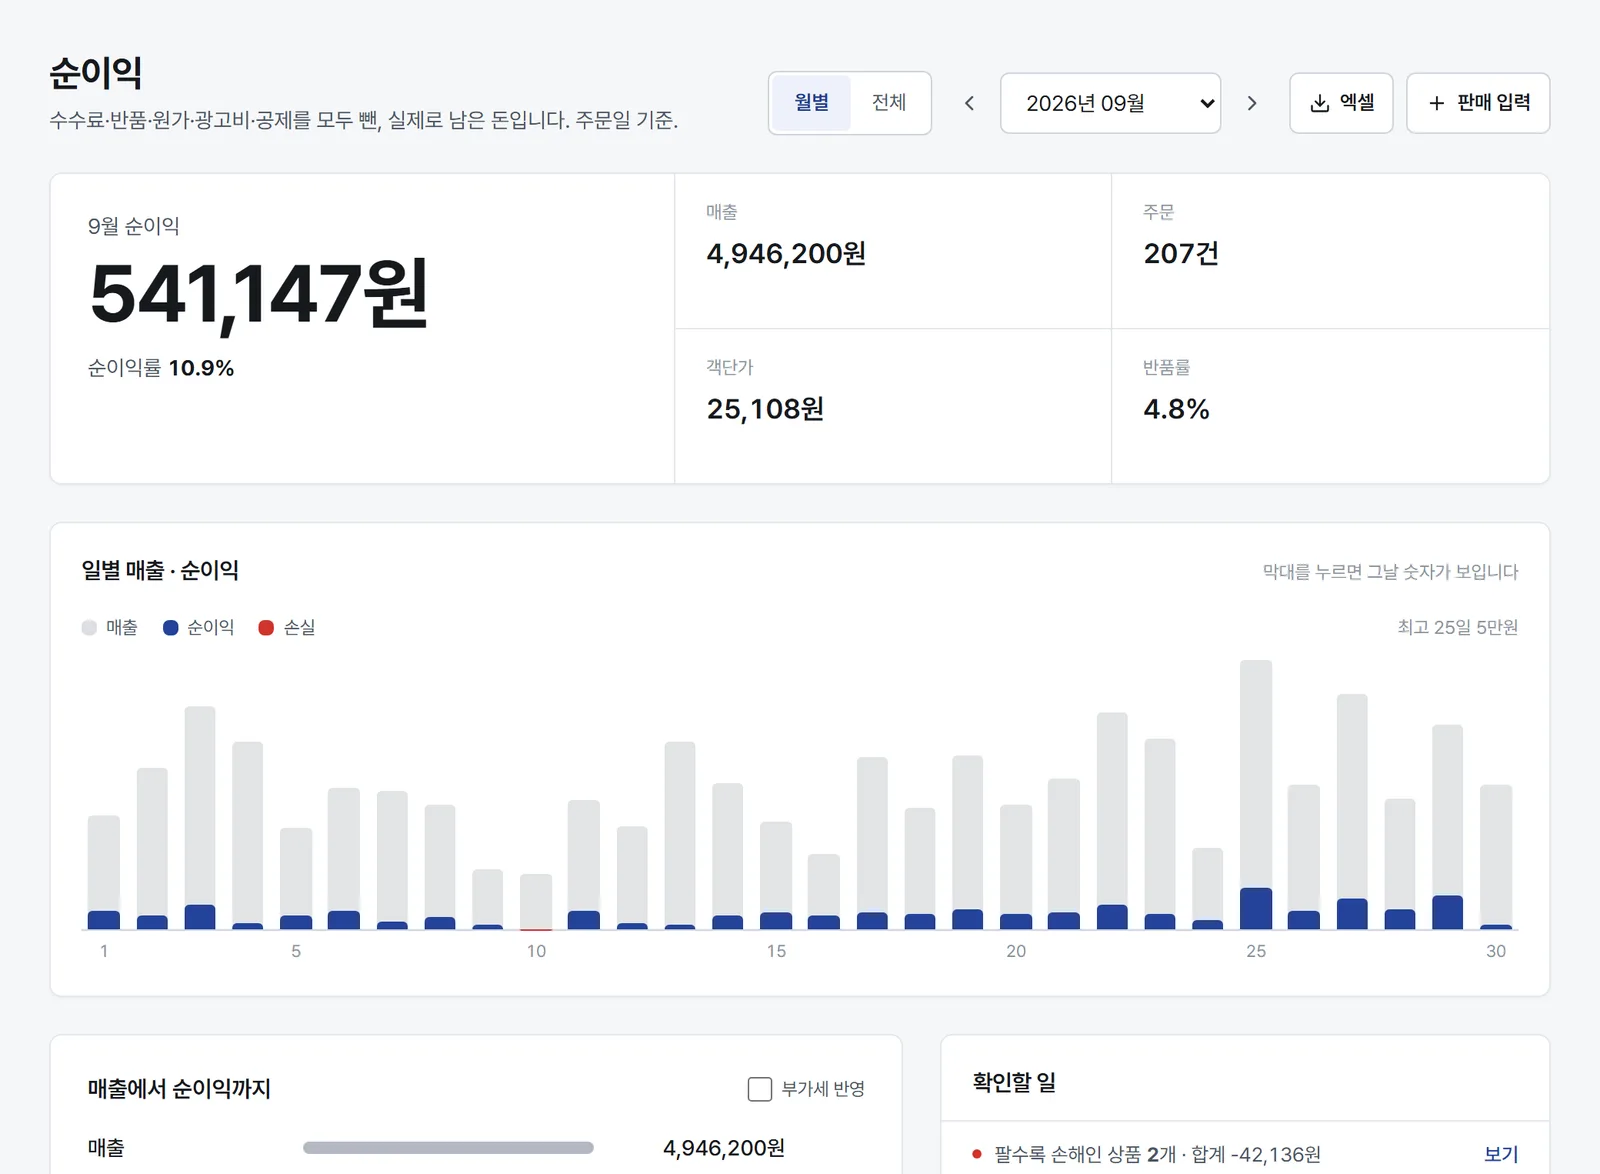 순이익
수수료·반품·원가·광고비·공제를 모두 뺀, 실제로 남은 돈입니다. 주문일 기준.
월별
전체
2026년 09월
엑셀
판매 입력
9월 순이익
541,147원
순이익률 10.9%
매출
4,946,200원
주문
207건
객단가
25,108원
반품률
4.8%
일별 매출 · 순이익
막대를 누르면 그날 숫자가 보입니다
매출
순이익
손실
최고 25일 5만원
1
5
10
15
20
25
30
매출에서 순이익까지
부가세 반영
매출
4,946,200원
확인할 일
팔수록 손해인 상품 2개 · 합계 -42,136원
보기